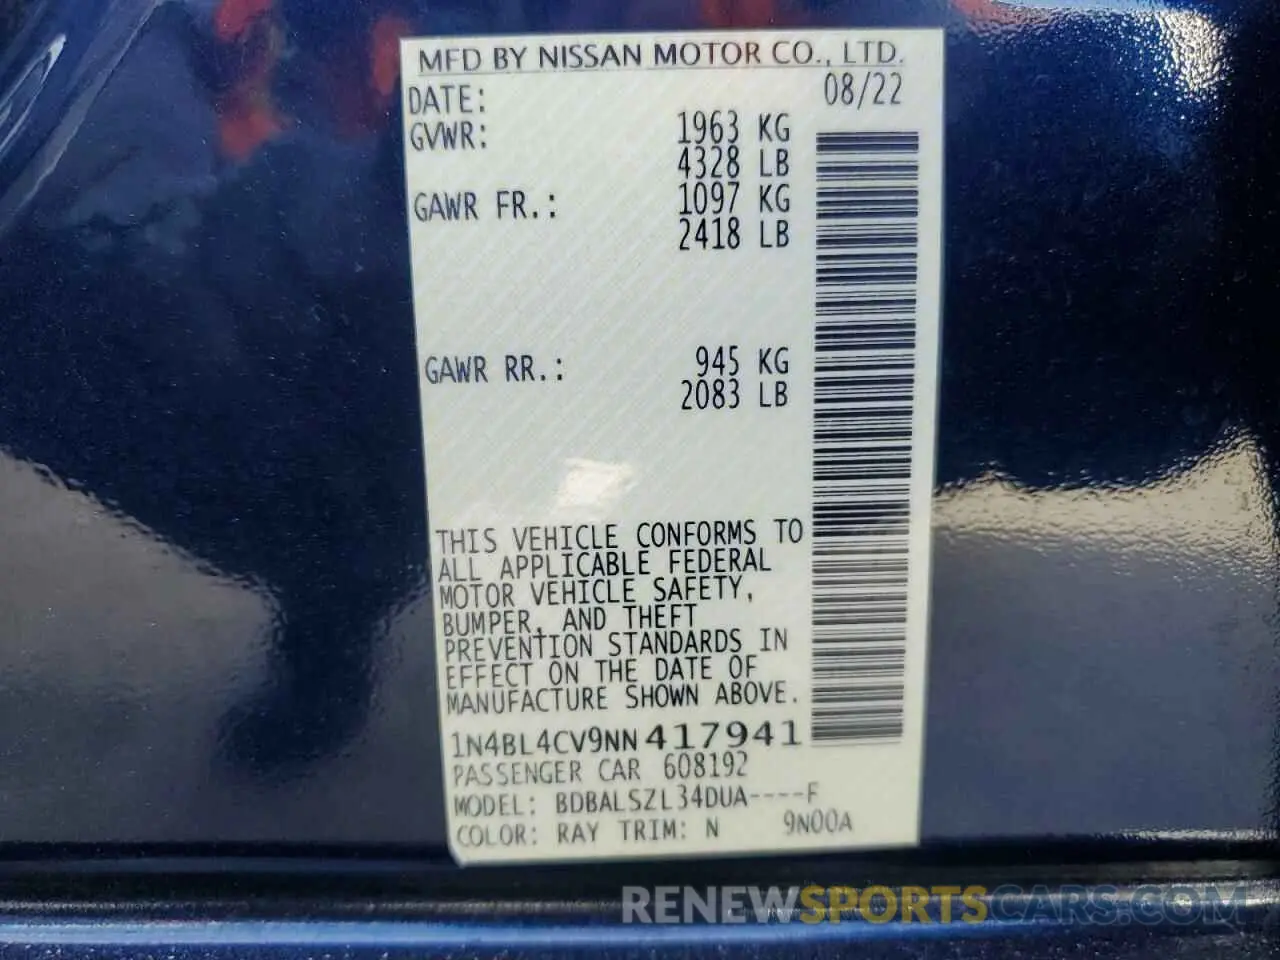 MFD BY NISSAN MOTOR CO., LTD.
DATE: 08/22
GVWR: 1963 KG
4328 LB
GAWR FR.: 1097 KG
2418 LB
GAWR RR.: 945 KG
2083 LB
THIS VEHICLE CONFORMS TO
ALL APPLICABLE FEDERAL
MOTOR VEHICLE SAFETY,
BUMPER, AND THEFT
PREVENTION STANDARDS IN
EFFECT ON THE DATE OF
MANUFACTURE SHOWN ABOVE.
1N4BL4CV9NN417941
PASSENGER CAR 608192
MODEL: BDBALSZL34DUA----F
COLOR: RAY TRIM: N 9N00A
RENEWSPORTSCARS.COM